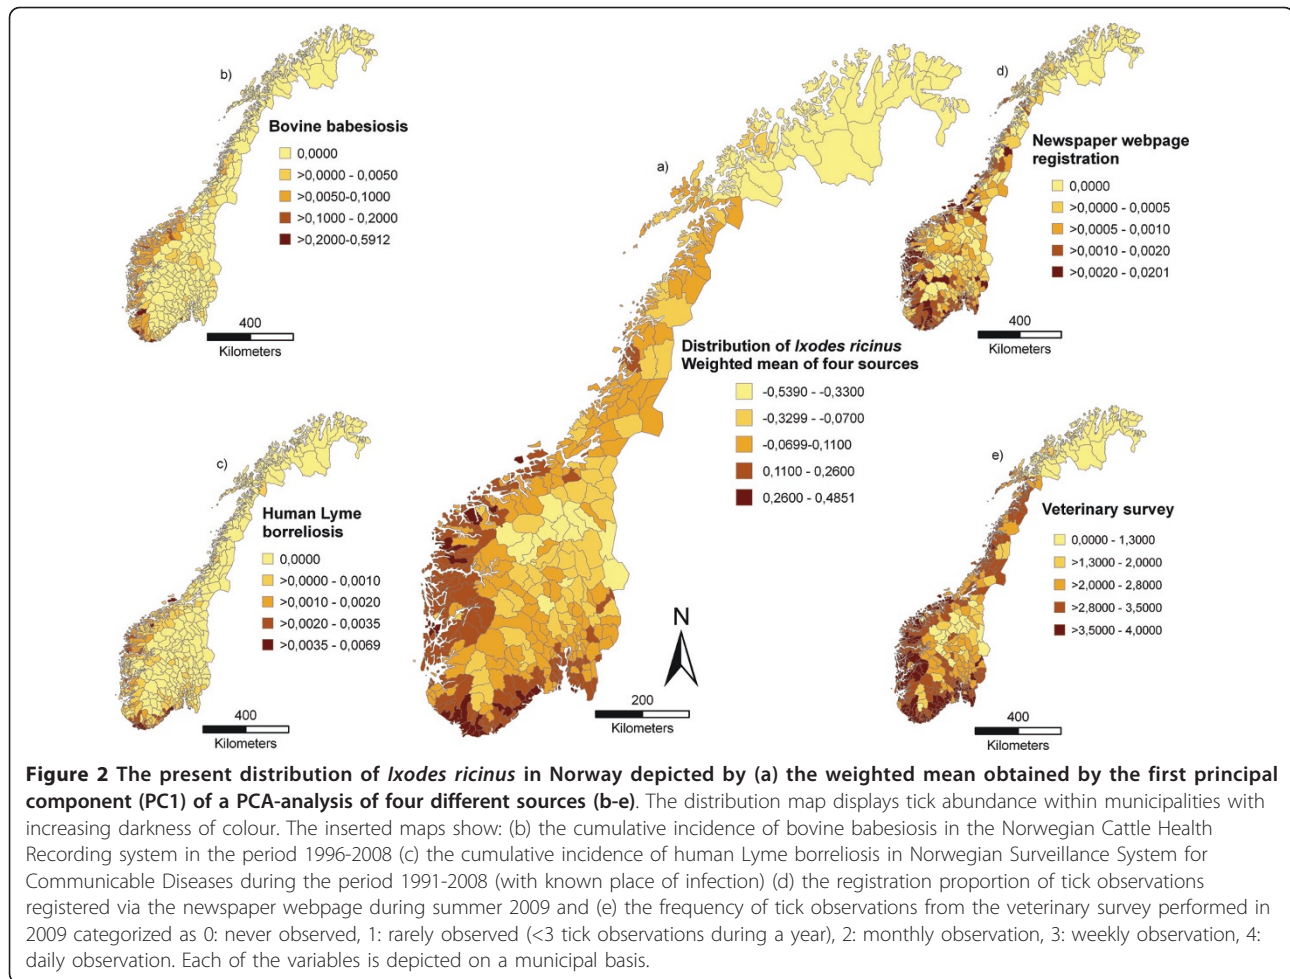 b)
Bovine babesiosis
0,0000
>0,0000 - 0,0050
>0,0050-0,1000
>0,1000 - 0,2000
>0,2000-0,5912
400
Kilometers
a)
d)
Newspaper webpage
registration
0,0000
>0,0000 - 0,0005
>0,0005 - 0,0010
>0,0010 - 0,0020
>0,0020 - 0,0201
400
Kilometers
Distribution of Ixodes ricinus
Weighted mean of four sources
-0,5390 - -0,3300
-0,3299 - -0,0700
-0,0699-0,1100
0,1100 - 0,2600
0,2600 - 0,4851
N
200
Kilometers
c)
Human Lyme
borreliosis
0,0000
>0,0000 - 0,0010
>0,0010 - 0,0020
>0,0020 - 0,0035
>0,0035 - 0,0069
400
Kilometers
e)
Veterinary survey
0,0000 - 1,3000
>1,3000 - 2,0000
>2,0000 - 2,8000
>2,8000 - 3,5000
>3,5000 - 4,0000
400
Kilometers
Figure 2 The present distribution of Ixodes ricinus in Norway depicted by (a) the weighted mean obtained by the first principal
component (PC1) of a PCA-analysis of four different sources (b-e). The distribution map displays tick abundance within municipalities with
increasing darkness of colour. The inserted maps show: (b) the cumulative incidence of bovine babesiosis in the Norwegian Cattle Health
Recording system in the period 1996-2008 (c) the cumulative incidence of human Lyme borreliosis in Norwegian Surveillance System for
Communicable Diseases during the period 1991-2008 (with known place of infection) (d) the registration proportion of tick observations
registered via the newspaper webpage during summer 2009 and (e) the frequency of tick observations from the veterinary survey performed in
2009 categorized as 0: never observed, 1: rarely observed (<3 tick observations during a year), 2: monthly observation, 3: weekly observation, 4:
daily observation. Each of the variables is depicted on a municipal basis.